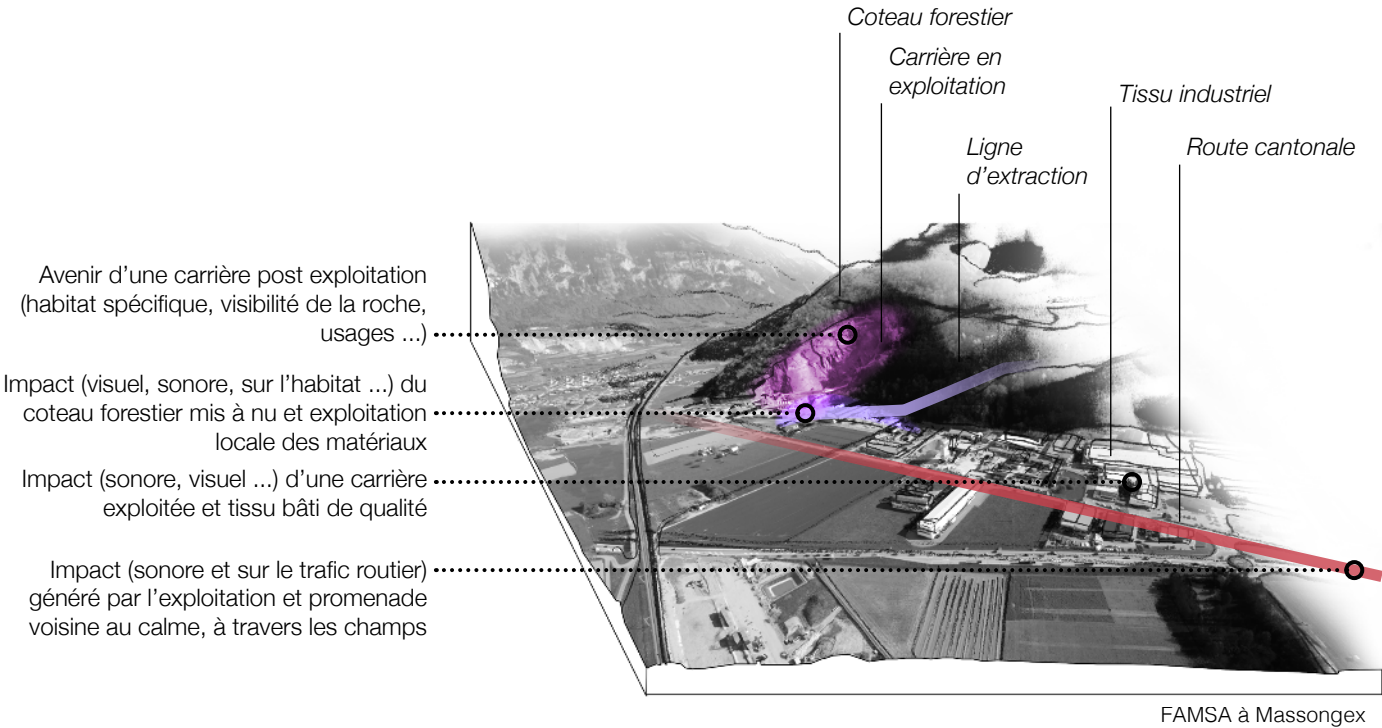 Coteau forestier
Carrière en
exploitation
Tissu industriel
Ligne
d'extraction
Route cantonale
Avenir d'une carrière post exploitation
(habitat spécifique, visibilité de la roche,
usages ...)
Impact (visuel, sonore, sur l'habitat ...) du
coteau forestier mis à nu et exploitation
locale des matériaux
Impact (sonore, visuel ...) d'une carrière
exploitée et tissu bâti de qualité
Impact (sonore et sur le trafic routier)
généré par l'exploitation et promenade
voisine au calme, à travers les champs
FAMSA à Massongex